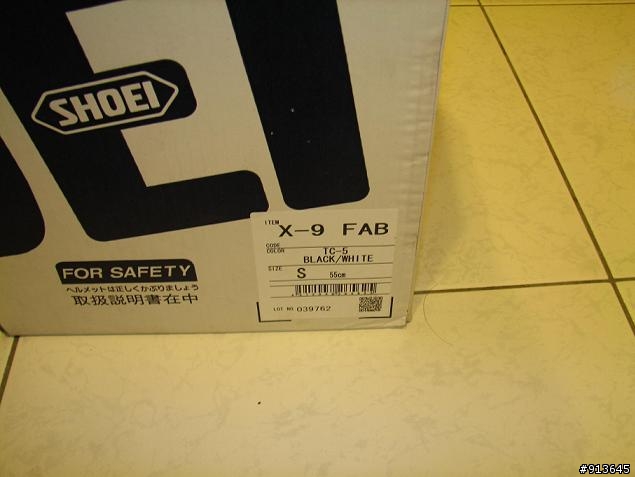 SHOEI
EI
ITEM
X-9 FAB
CODE
COLOR
TC-5
BLACK/WHITE
SIZE
S 55cm
LOT NO 039762
FOR SAFETY
ヘルメットは正しくかぶりましょう
取扱説明書在中
#913645